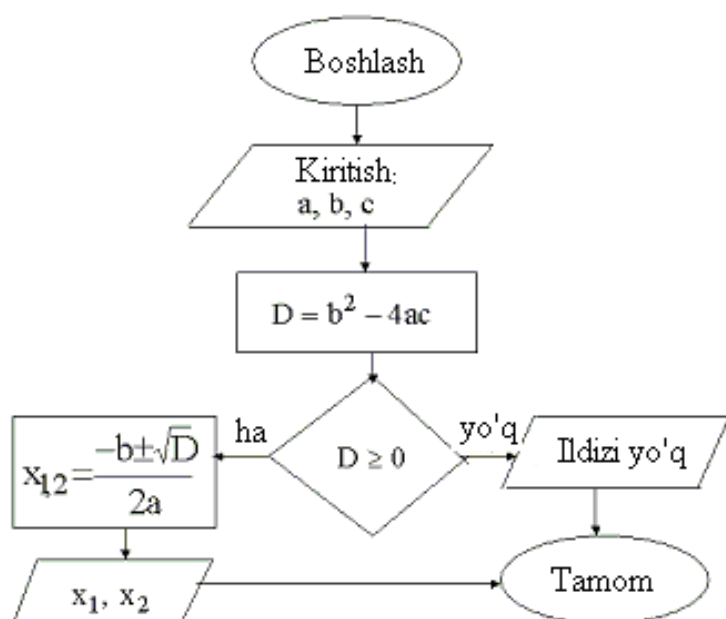 Boshlash
Kiritish:
a, b, c
D = b² − 4ac
ha
D ≥ 0
yo'q
Ildizi yo'q
x₁,₂ = (−b±√D)/2a
x₁, x₂
Tamom